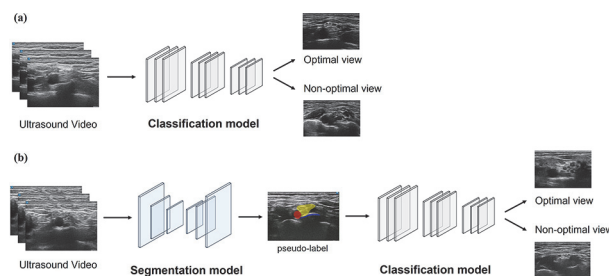 (a)
Optimal view
Non-optimal view
Ultrasound Video
Classification model
(b)
Optimal view
pseudo-label
Non-optimal view
Ultrasound Video
Segmentation model
Classification model